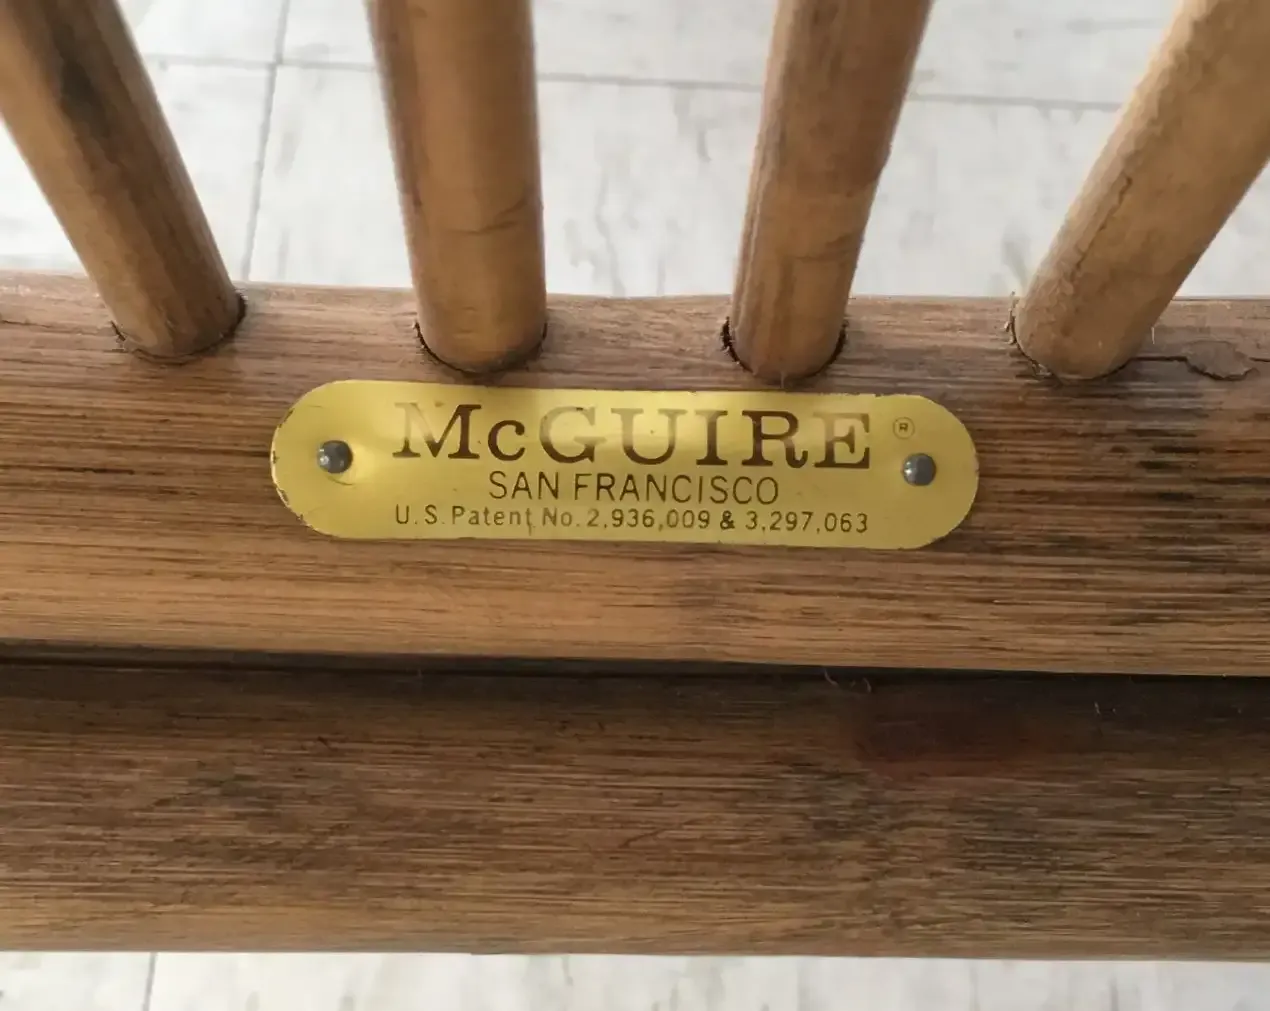 McGUIRE ®
SAN FRANCISCO
U.S. Patent No. 2,936,009 & 3,297,063